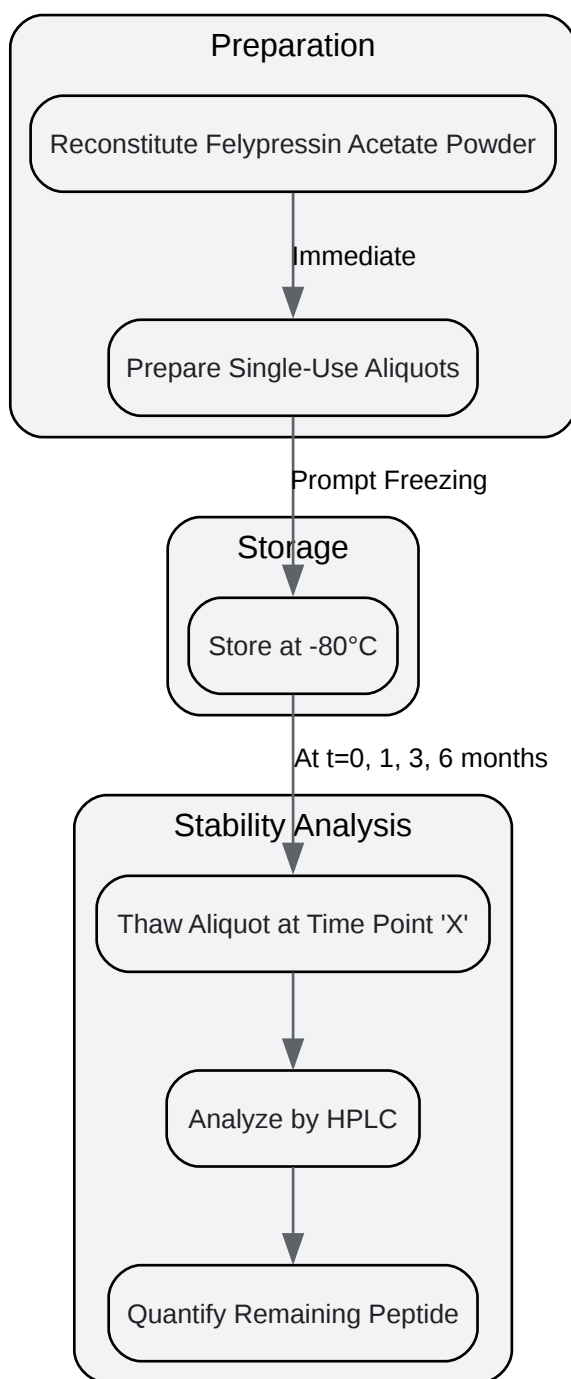 Preparation
Reconstitute Felypressin Acetate Powder
Immediate
Prepare Single-Use Aliquots
Prompt Freezing
Storage
Store at -80°C
At t=0, 1, 3, 6 months
Stability Analysis
Thaw Aliquot at Time Point 'X'
Analyze by HPLC
Quantify Remaining Peptide